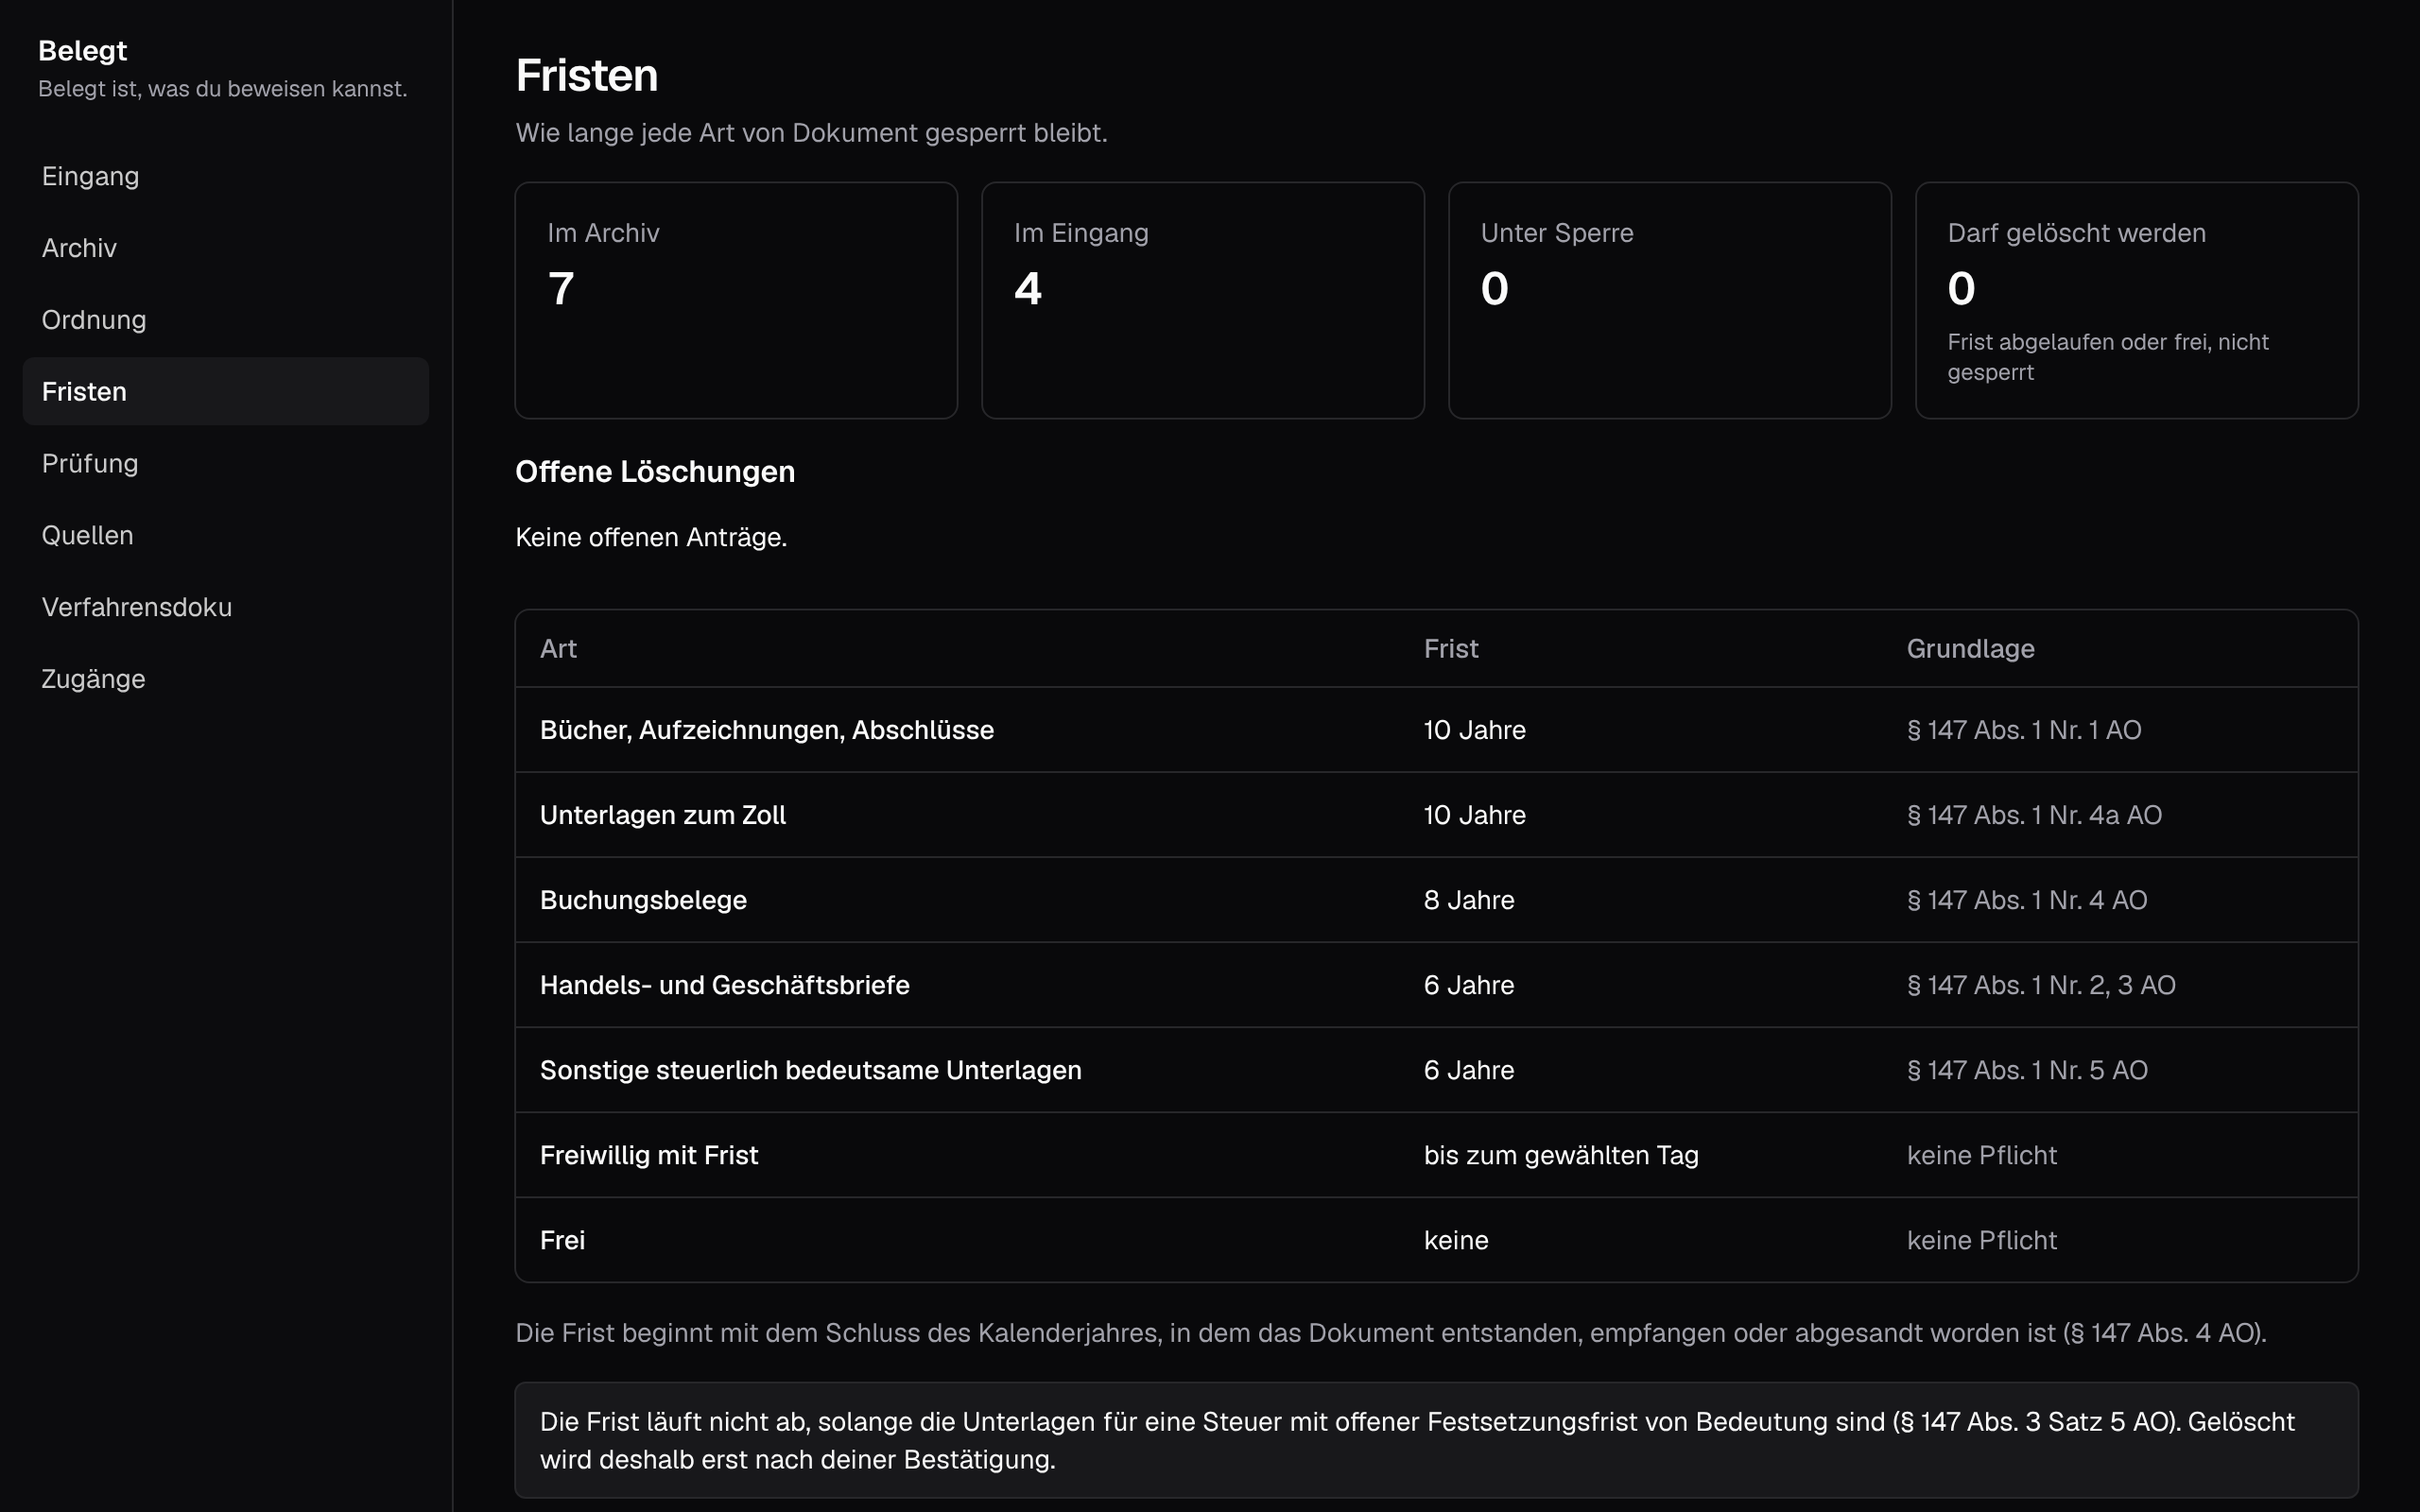 Belegt
Belegt ist, was du beweisen kannst.
Eingang
Archiv
Ordnung
Fristen
Prüfung
Quellen
Verfahrensdoku
Zugänge
Fristen
Wie lange jede Art von Dokument gesperrt bleibt.
Im Archiv
7
Im Eingang
4
Unter Sperre
0
Darf gelöscht werden
0
Frist abgelaufen oder frei, nicht
gesperrt
Offene Löschungen
Keine offenen Anträge.
Art Frist Grundlage
Bücher, Aufzeichnungen, Abschlüsse 10 Jahre § 147 Abs. 1 Nr. 1 AO
Unterlagen zum Zoll 10 Jahre § 147 Abs. 1 Nr. 4a AO
Buchungsbelege 8 Jahre § 147 Abs. 1 Nr. 4 AO
Handels- und Geschäftsbriefe 6 Jahre § 147 Abs. 1 Nr. 2, 3 AO
Sonstige steuerlich bedeutsame Unterlagen 6 Jahre § 147 Abs. 1 Nr. 5 AO
Freiwillig mit Frist bis zum gewählten Tag keine Pflicht
Frei keine keine Pflicht
Die Frist beginnt mit dem Schluss des Kalenderjahres, in dem das Dokument entstanden, empfangen oder abgesandt worden ist (§ 147 Abs. 4 AO).
Die Frist läuft nicht ab, solange die Unterlagen für eine Steuer mit offener Festsetzungsfrist von Bedeutung sind (§ 147 Abs. 3 Satz 5 AO). Gelöscht
wird deshalb erst nach deiner Bestätigung.